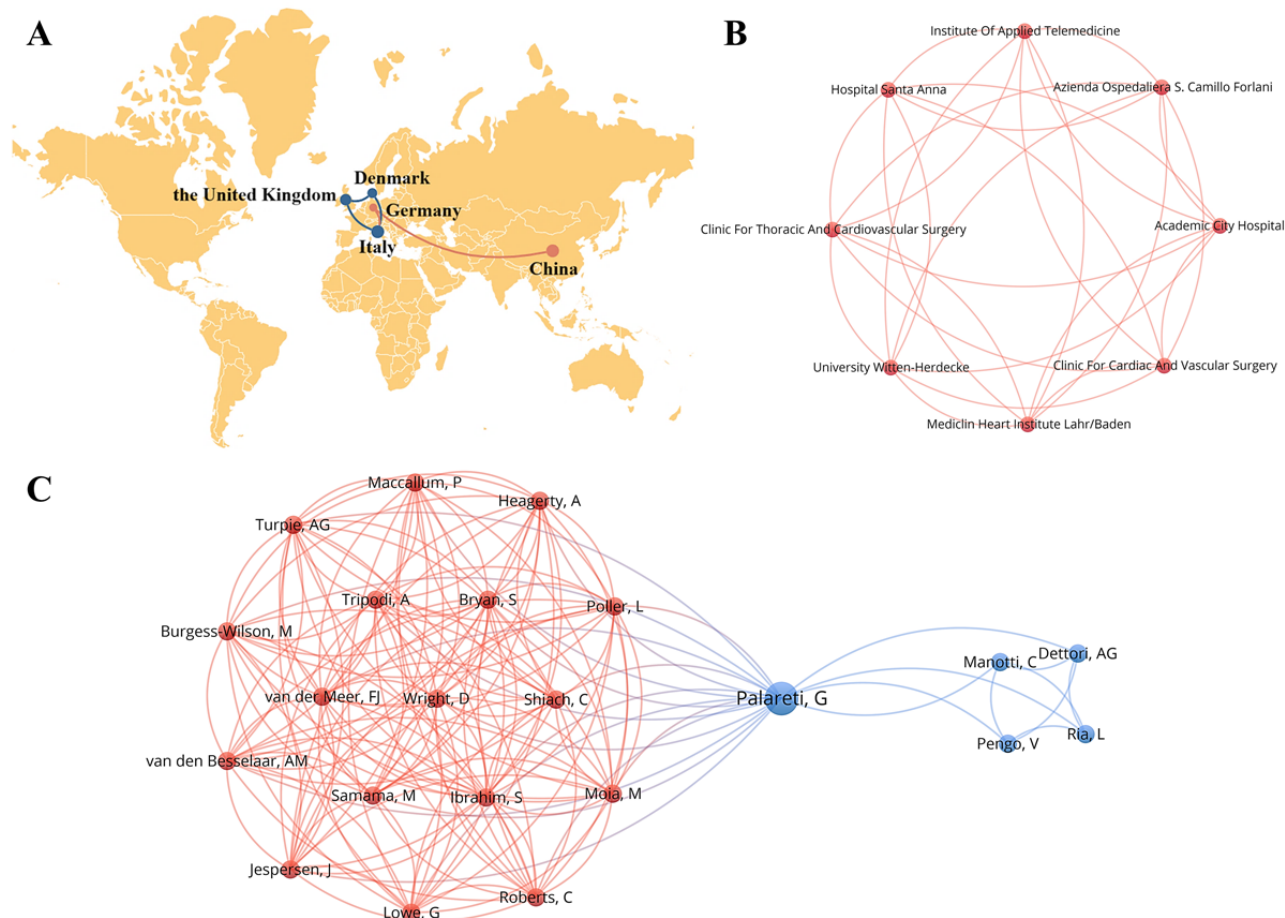 A
the United Kingdom
Denmark
Germany
Italy
China
B
Institute Of Applied Telemedicine
Hospital Santa Anna
Azienda Ospedaliera S. Camillo Forlani
Clinic For Thoracic And Cardiovascular Surgery
Academic City Hospital
University Witten-Herdecke
Clinic For Cardiac And Vascular Surgery
Mediclin Heart Institute Lahr/Baden
C
Maccallum, P
Heagerty, A
Turpie, AG
Tripodi, A
Bryan, S
Poller, L
Burgess-Wilson, M
van der Meer, FJ
Wright, D
Shiach, C
van den Besselaar, AM
Samama, M
Ibrahim, S
Moia, M
Jespersen, J
Lowe, G
Roberts, C
Palareti, G
Manotti, C
Dettori, AG
Pengo, V
Ria, L